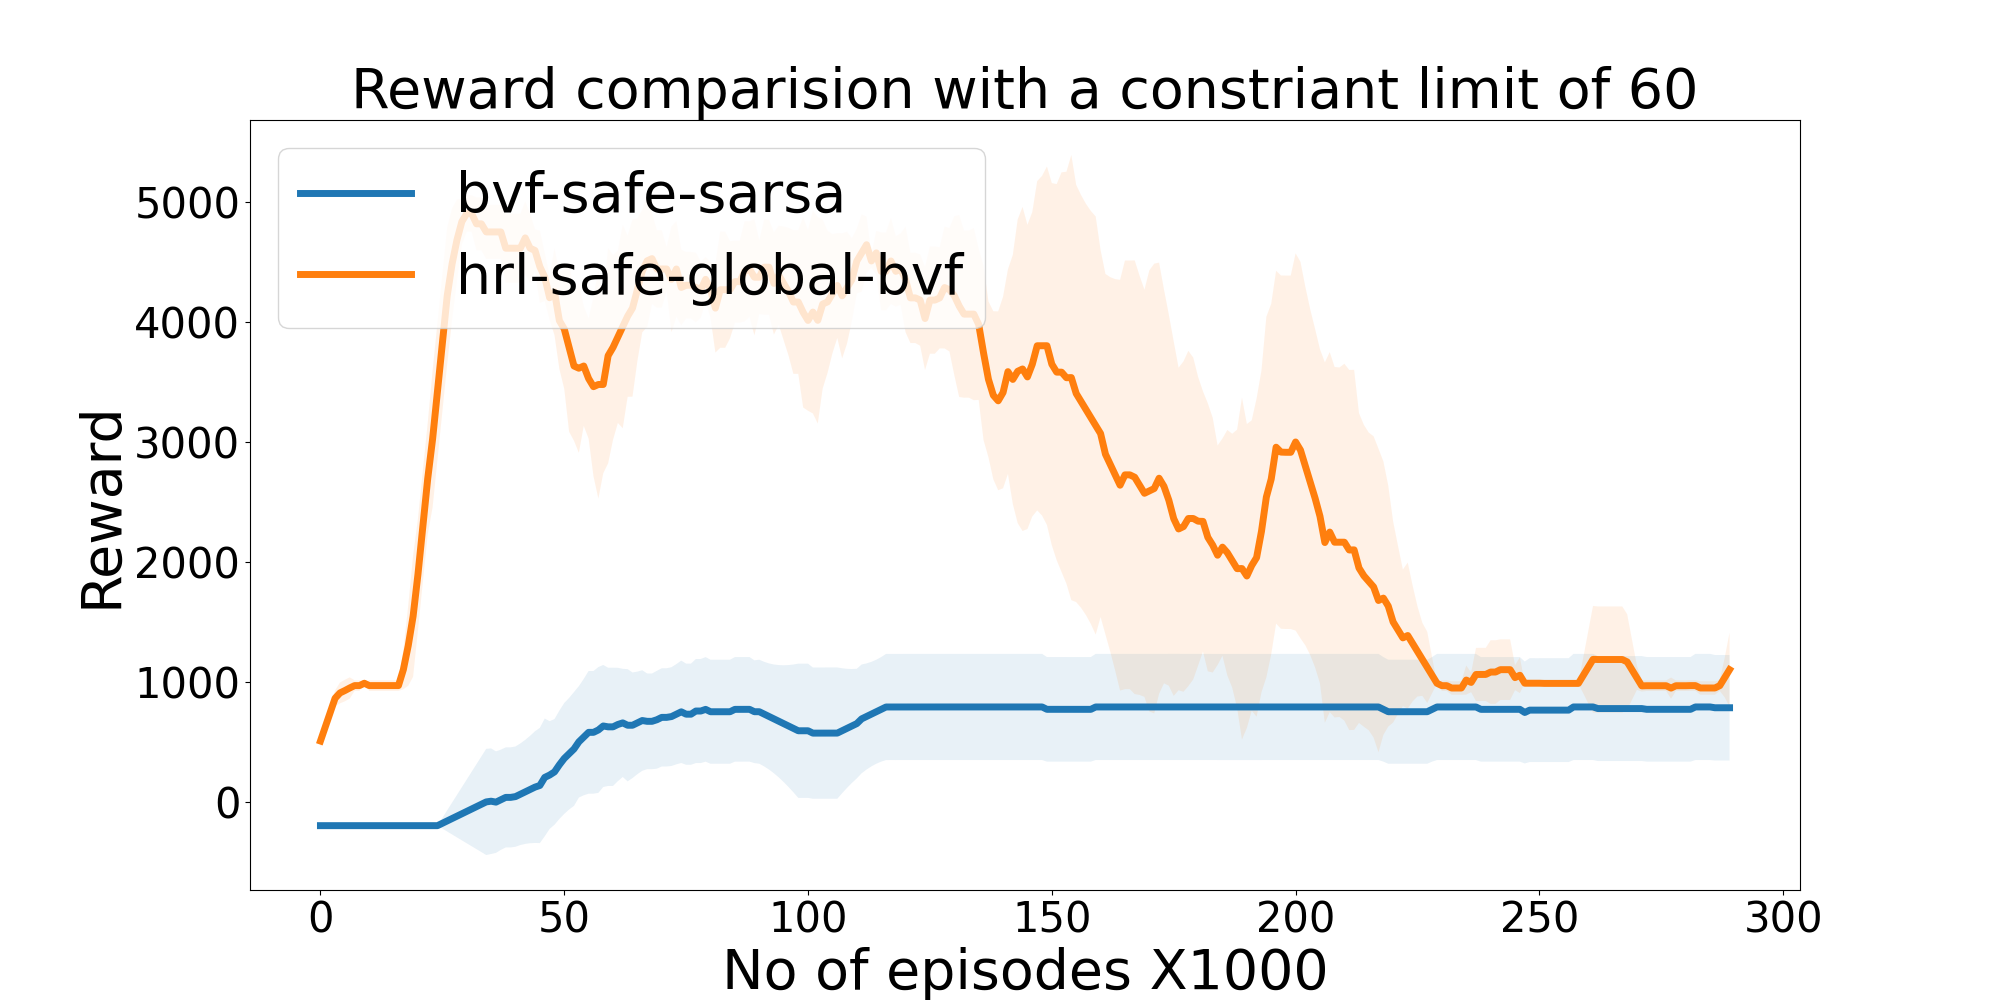 Reward comparision with a constriant limit of 60
bvf-safe-sarsa
hrl-safe-global-bvf
Reward
5000
4000
3000
2000
1000
0
0 50 100 150 200 250 300
No of episodes X1000